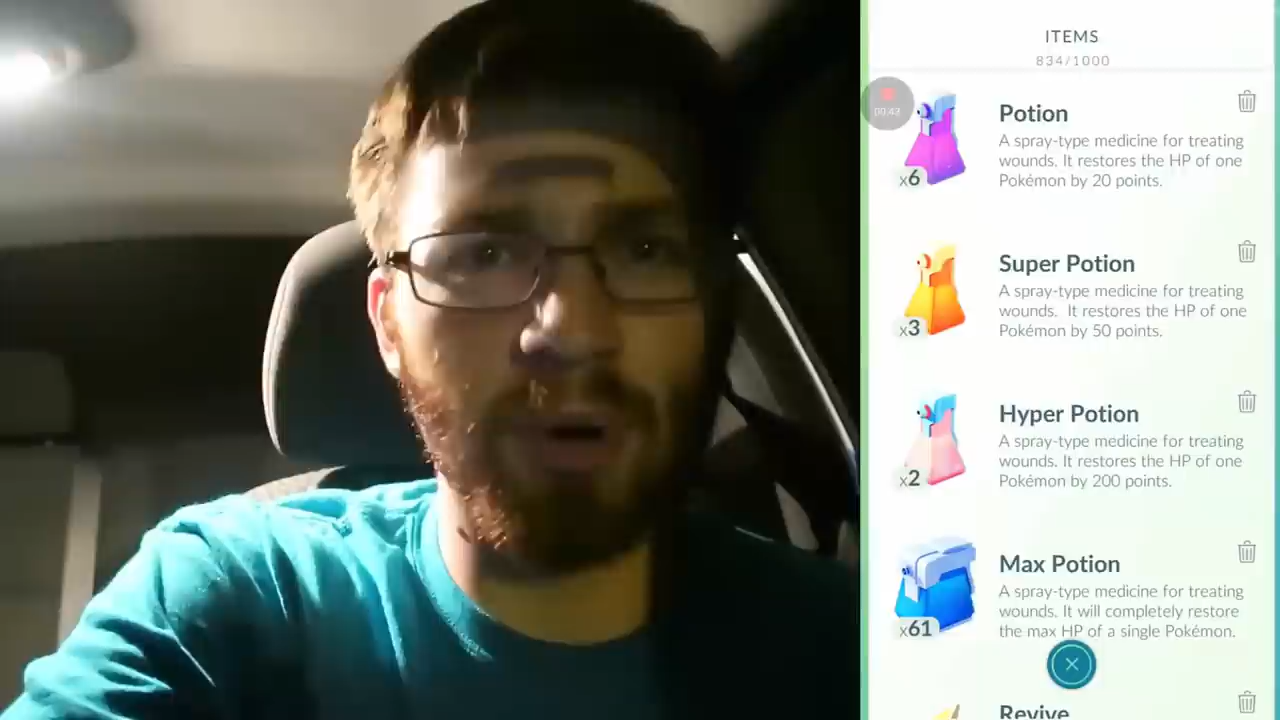 ITEMS
834/1000
00:43
Potion
A spray-type medicine for treating
wounds. It restores the HP of one
Pokémon by 20 points.
x6
Super Potion
A spray-type medicine for treating
wounds. It restores the HP of one
Pokémon by 50 points.
x3
Hyper Potion
A spray-type medicine for treating
wounds. It restores the HP of one
Pokémon by 200 points.
x2
Max Potion
A spray-type medicine for treating
wounds. It will completely restore
the max HP of a single Pokémon.
x61
Revive